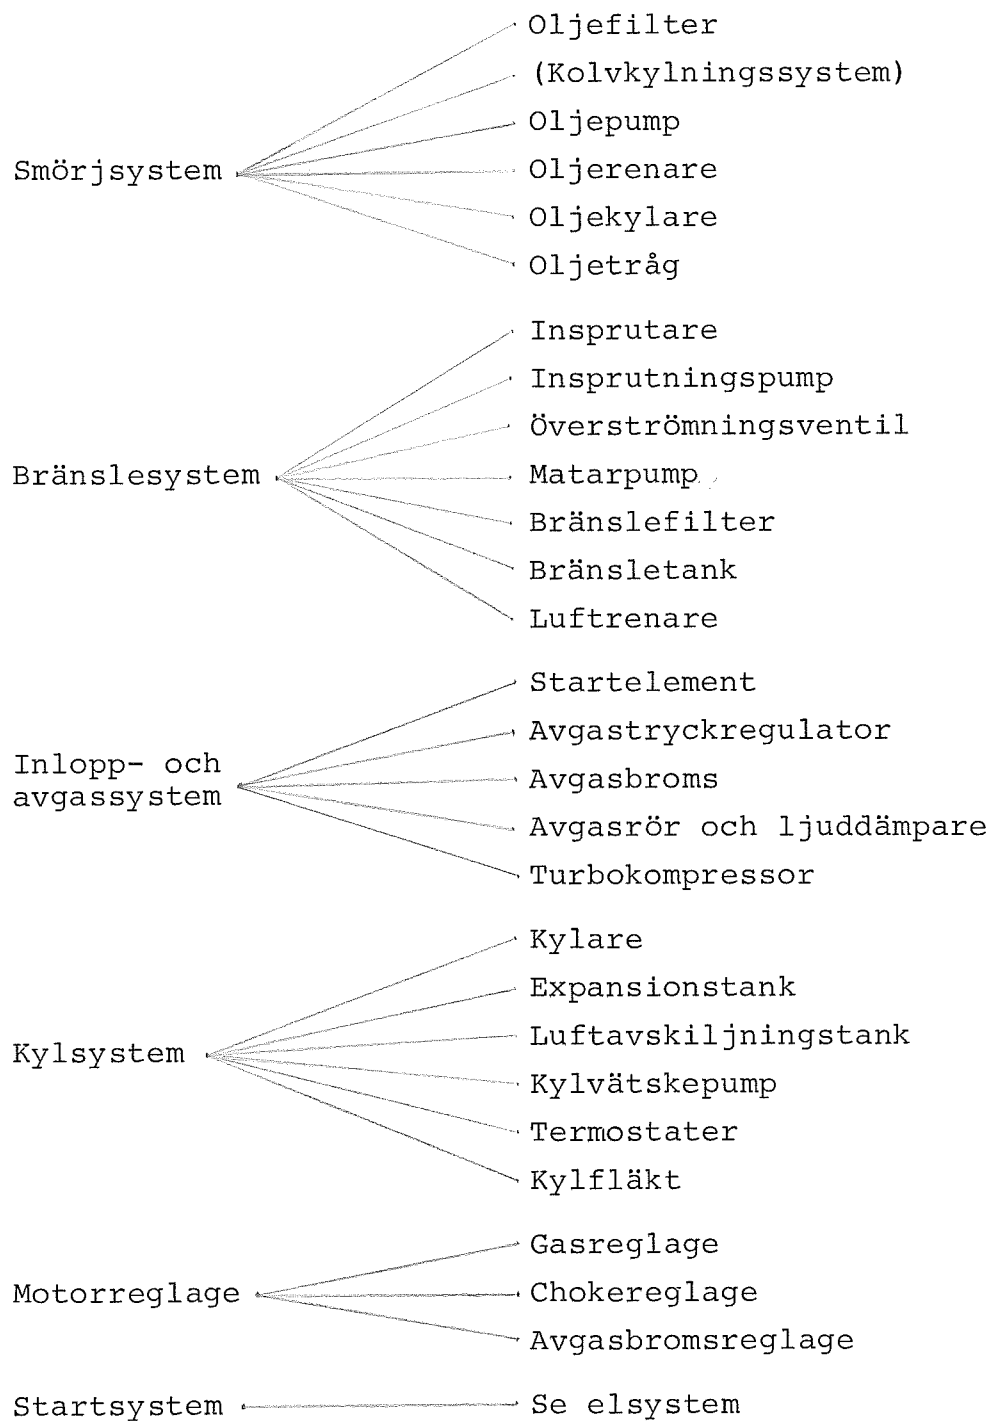 Smörjsystem
Oljefilter
(Kolvkylningssystem)
Oljepump
Oljerenare
Oljekylare
Oljetråg
Bränslesystem
Insprutare
Insprutningspump
Överströmningsventil
Matarpump
Bränslefilter
Bränsletank
Luftrenare
Inlopp- och
avgassystem
Startelement
Avgastryckregulator
Avgasbroms
Avgasrör och ljuddämpare
Turbokompressor
Kylsystem
Kylare
Expansionstank
Luftavskiljningstank
Kylvätskepump
Termostater
Kylfläkt
Motorreglage
Gasreglage
Chokereglage
Avgasbromsreglage
Startsystem
Se elsystem